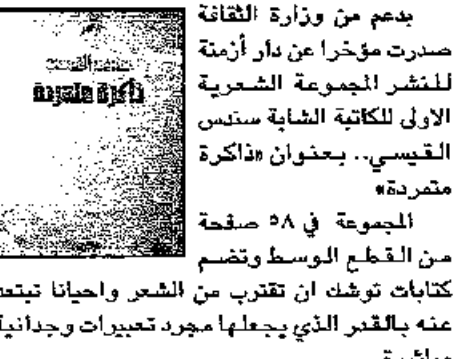 بدعم من وزارة الثقافة
صدرت مؤخرا عن دار أزمنة
للنشر المجموعة الشعرية
الاولى للكاتبة الشابة سندس
القيسي.. بعنوان «ذاكرة
متمردة»
المجموعة في ٥٨ صفحة
من القطع الوسط وتضم
كتابات توشك ان تقترب من الشعر واحيانا تبتعد
عنه بالقدر الذي يجعلها مجرد تعبيرات وجدانية
القيسي
ذاكرة متمردة